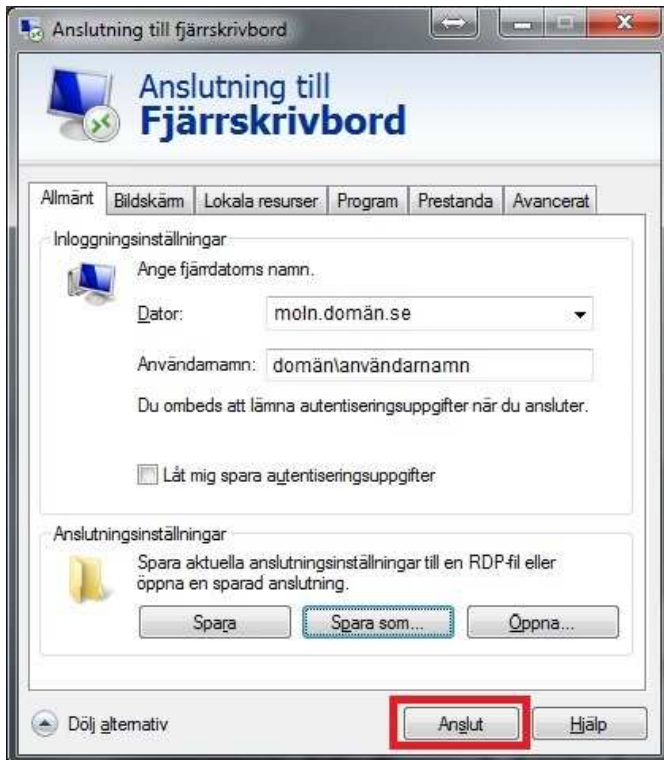 Anslutning till fjärrskrivbord
Anslutning till
Fjärrskrivbord
Allmänt Bildskärm Lokala resurser Program Prestanda Avancerat
Inloggningsinställningar
Ange fjärrdatorns namn.
Dator: moln.domän.se
Användarnamn: domän\användarnamn
Du ombeds att lämna autentiseringsuppgifter när du ansluter.
Låt mig spara autentiseringsuppgifter
Anslutningsinställningar
Spara aktuella anslutningsinställningar till en RDP-fil eller
öppna en sparad anslutning.
Spara Spara som... Öppna...
Dölj alternativ Anslut Hjälp